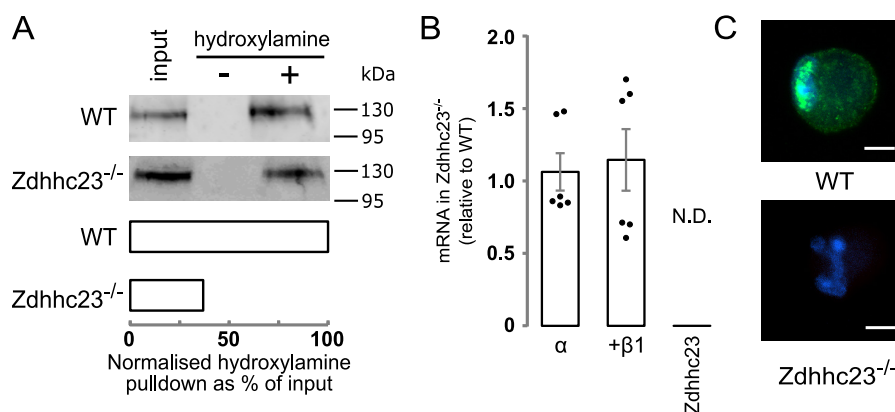 A
input
hydroxylamine
- +
kDa
WT
130
95
Zdhhc23-/-
130
95
WT
Zdhhc23-/-
0 50 100
Normalised hydroxylamine
pulldown as % of input
B
mRNA in Zdhhc23-/-
(relative to WT)
2.0
1.5
1.0
0.5
0
N.D.
α
+β1
Zdhhc23
C
WT
Zdhhc23-/-